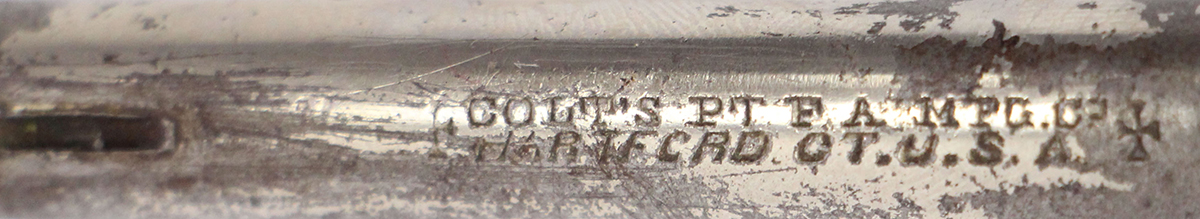 COLT'S PT F. A. MFG. Co
HARTFORD. CT. U. S. A.